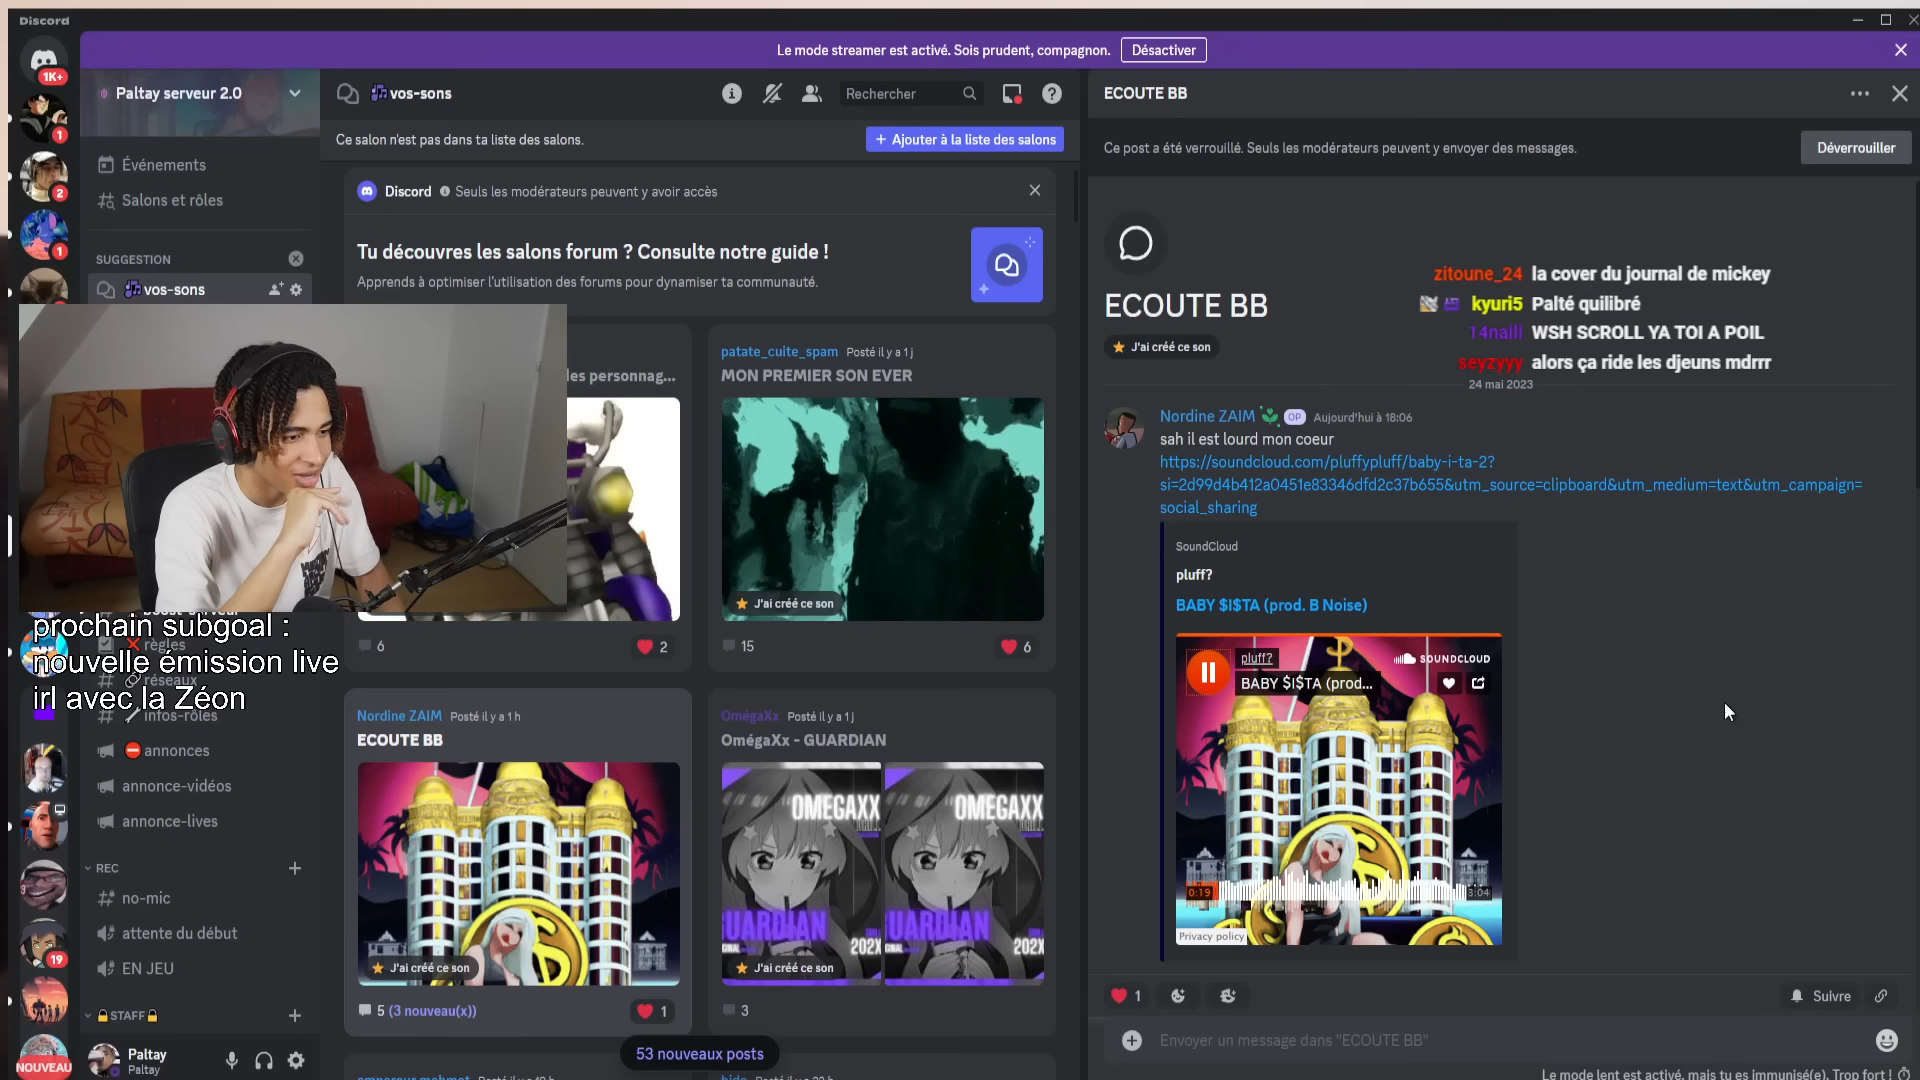 Discord
Le mode streamer est activé. Sois prudent, compagnon.
Désactiver
1K+
1
2
1
19
NOUVEAU
Paltay serveur 2.0
Événements
Salons et rôles
SUGGESTION
vos-sons
règles
réseaux
infos-rôles
annonces
annonce-vidéos
annonce-lives
REC
no-mic
attente du début
EN JEU
STAFF
Paltay
Paltay
prochain subgoal :
nouvelle émission live
irl avec la Zéon
vos-sons
Rechercher
Ce salon n'est pas dans ta liste des salons.
+ Ajouter à la liste des salons
Discord Seuls les modérateurs peuvent y avoir accès
Tu découvres les salons forum ? Consulte notre guide !
Apprends à optimiser l'utilisation des forums pour dynamiser ta communauté.
les personnag...
6
2
patate_cuite_spam Posté il y a 1 j
MON PREMIER SON EVER
J'ai créé ce son
15
6
Nordine ZAIM Posté il y a 1 h
ECOUTE BB
J'ai créé ce son
5 (3 nouveau(x))
1
OmégaXx Posté il y a 1 j
OmégaXx - GUARDIAN
OMEGAXX
OMEGAXX
GUARDIAN
GUARDIAN
202X
202X
J'ai créé ce son
3
53 nouveaux posts
ECOUTE BB
Ce post a été verrouillé. Seuls les modérateurs peuvent y envoyer des messages.
Déverrouiller
ECOUTE BB
J'ai créé ce son
zitoune_24 la cover du journal de mickey
kyuri5 Palté quilibré
14naili WSH SCROLL YA TOI A POIL
seyzyyy alors ça ride les djeuns mdrrr
24 mai 2023
Nordine ZAIM OP Aujourd'hui à 18:06
sah il est lourd mon coeur
https://soundcloud.com/pluffypluff/baby-i-ta-2?
si=2d99d4b412a0451e83346dfd2c37b655&utm_source=clipboard&utm_medium=text&utm_campaign=
social_sharing
SoundCloud
pluff?
BABY $I$TA (prod. B Noise)
pluff?
SOUNDCLOUD
BABY $I$TA (prod...
0:19
3:04
Privacy policy
1
Suivre
Envoyer un message dans "ECOUTE BB"
Le mode lent est activé, mais tu es immunisé(e). Trop fort !